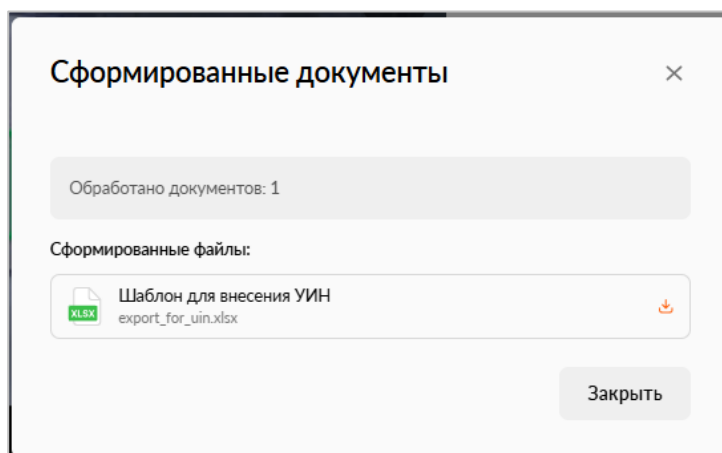 Сформированные документы
Обработано документов: 1
Сформированные файлы:
Шаблон для внесения УИН
XLSX
export_for_uin.xlsx
Закрыть